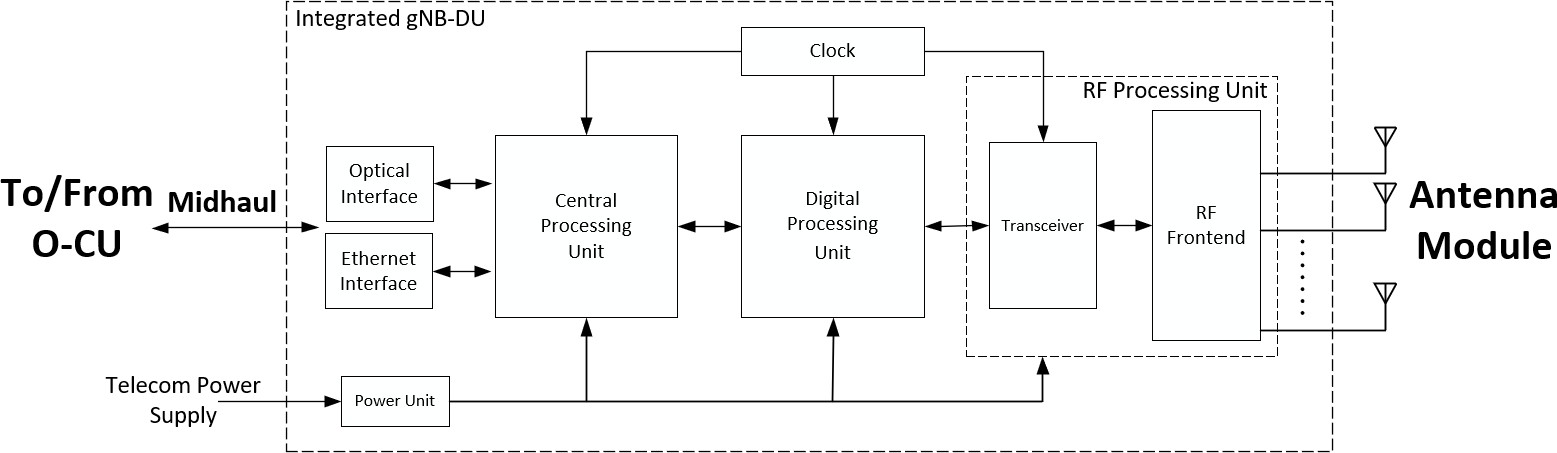 Integrated gNB-DU
Clock
RF Processing Unit
To/From
O-CU
Midhaul
Optical
Interface
Ethernet
Interface
Central
Processing
Unit
Digital
Processing
Unit
Transceiver
RF
Frontend
Antenna
Module
Telecom Power
Supply
Power Unit